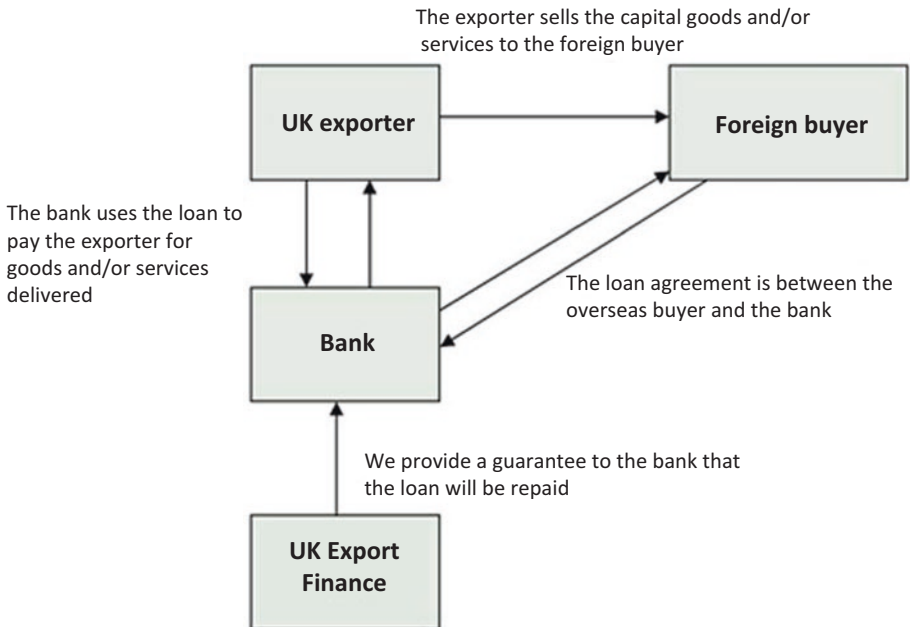 The exporter sells the capital goods and/or
services to the foreign buyer
UK exporter
Foreign buyer
The bank uses the loan to
pay the exporter for
goods and/or services
delivered
The loan agreement is between the
overseas buyer and the bank
Bank
We provide a guarantee to the bank that
the loan will be repaid
UK Export
Finance